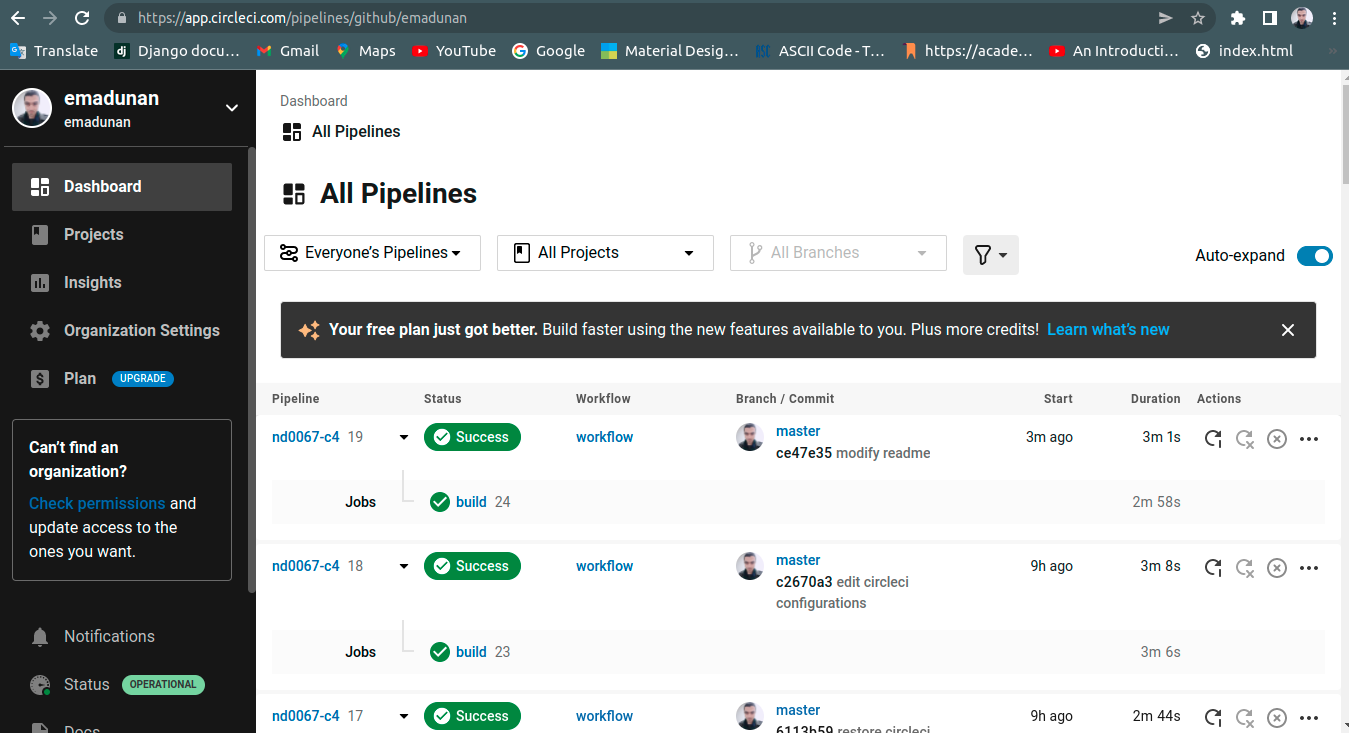 https://app.circleci.com/pipelines/github/emadunan
Translate
Django docu...
Gmail
Maps
YouTube
Google
Material Desig...
ASCII Code - T...
https://acade...
An Introducti...
index.html
emadunan
emadunan
Dashboard
Projects
Insights
Organization Settings
Plan UPGRADE
Can't find an
organization?
Check permissions and
update access to the
ones you want.
Notifications
Status OPERATIONAL
Docs
Dashboard
All Pipelines
All Pipelines
Everyone's Pipelines
All Projects
All Branches
Auto-expand
Your free plan just got better. Build faster using the new features available to you. Plus more credits! Learn what's new
Pipeline Status Workflow Branch / Commit Start Duration Actions
nd0067-c4 19 Success workflow master 3m ago 3m 1s
ce47e35 modify readme
Jobs build 24 2m 58s
nd0067-c4 18 Success workflow master 9h ago 3m 8s
c2670a3 edit circleci
configurations
Jobs build 23 3m 6s
nd0067-c4 17 Success workflow master 9h ago 2m 44s
6113b59 restore circleci